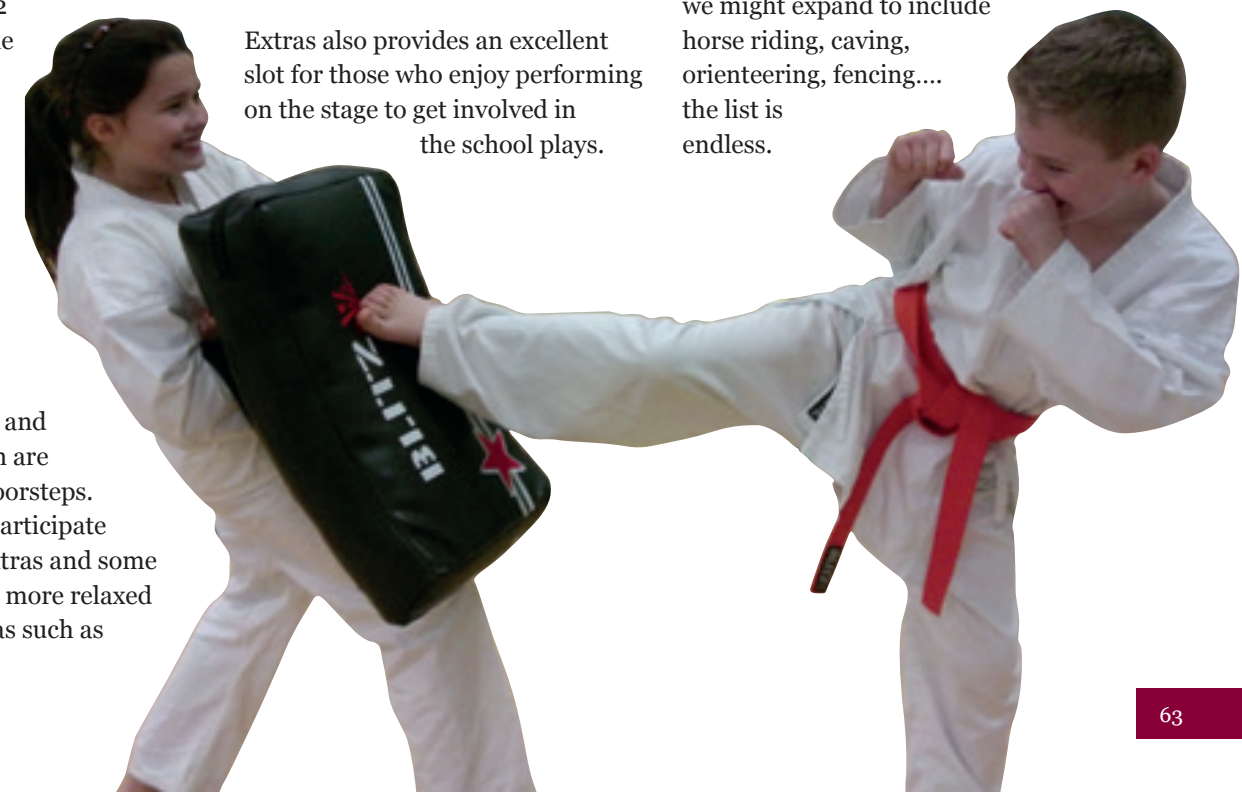 2
e
and
n are
oorsteps.
articipate
tras and some
more relaxed
as such as
Extras also provides an excellent
slot for those who enjoy performing
on the stage to get involved in
the school plays.
we might expand to include
horse riding, caving,
orienteering, fencing....
the list is
endless.
BLITZ
63